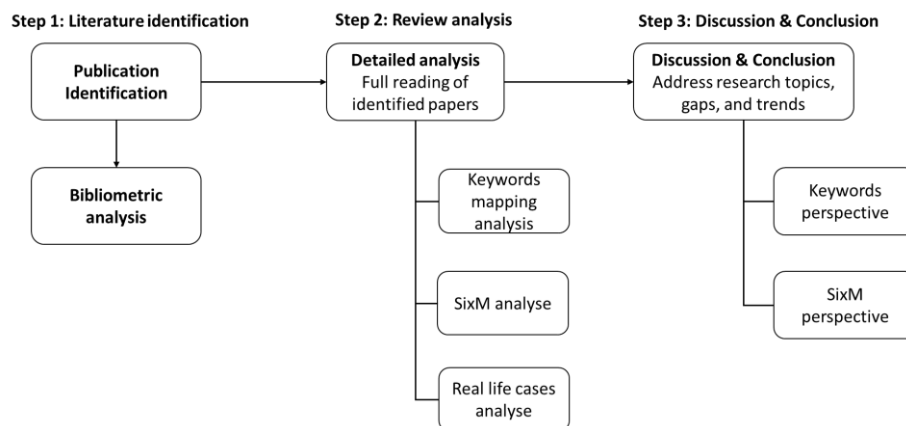 Step 1: Literature identification
Publication
Identification
Bibliometric
analysis
Step 2: Review analysis
Detailed analysis
Full reading of
identified papers
Keywords
mapping
analysis
SixM analyse
Real life cases
analyse
Step 3: Discussion & Conclusion
Discussion & Conclusion
Address research topics,
gaps, and trends
Keywords
perspective
SixM
perspective